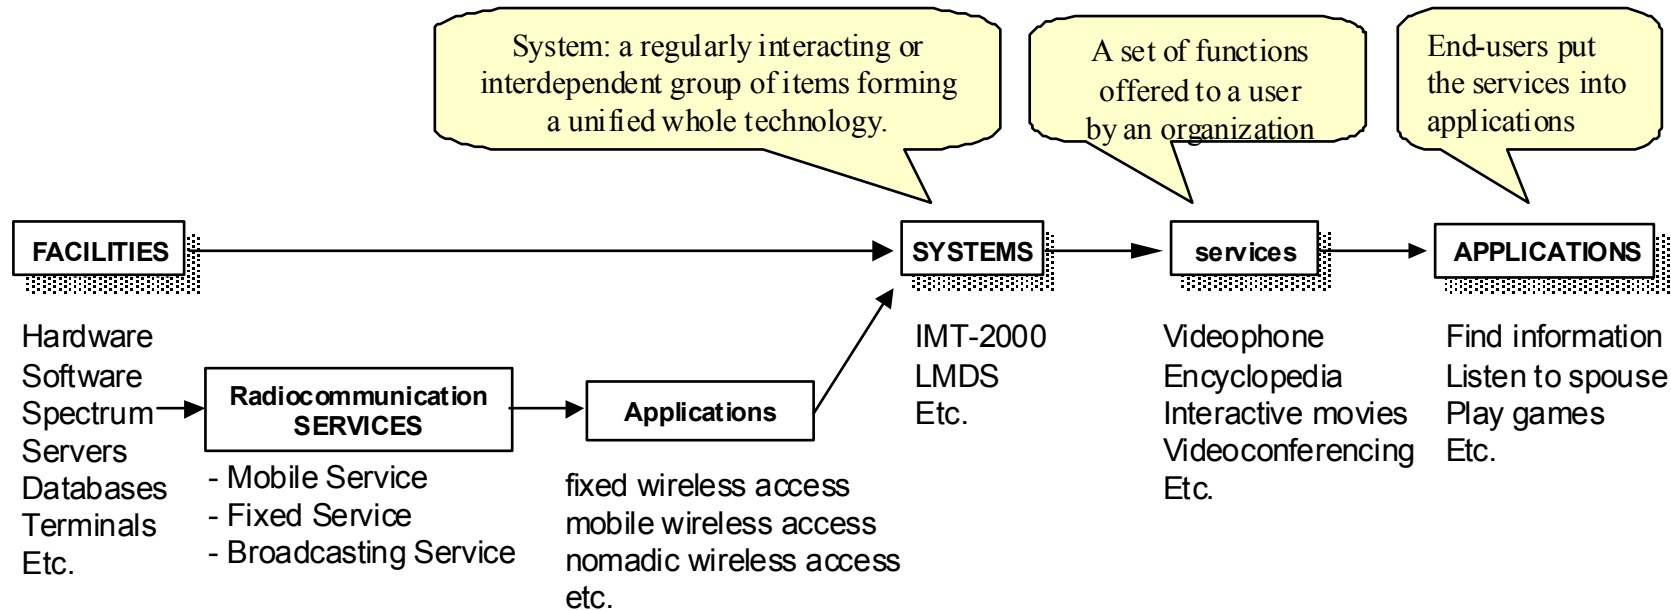 System: a regularly interacting or
interdependent group of items forming
a unified whole technology.
A set of functions
offered to a user
by an organization
End-users put
the services into
applications
FACILITIES
SYSTEMS
services
APPLICATIONS
Hardware
Software
Spectrum
Servers
Databases
Terminals
Etc.
Radiocommunication
SERVICES
- Mobile Service
- Fixed Service
- Broadcasting Service
Applications
fixed wireless access
mobile wireless access
nomadic wireless access
etc.
IMT-2000
LMDS
Etc.
Videophone
Encyclopedia
Interactive movies
Videoconferencing
Etc.
Find information
Listen to spouse
Play games
Etc.